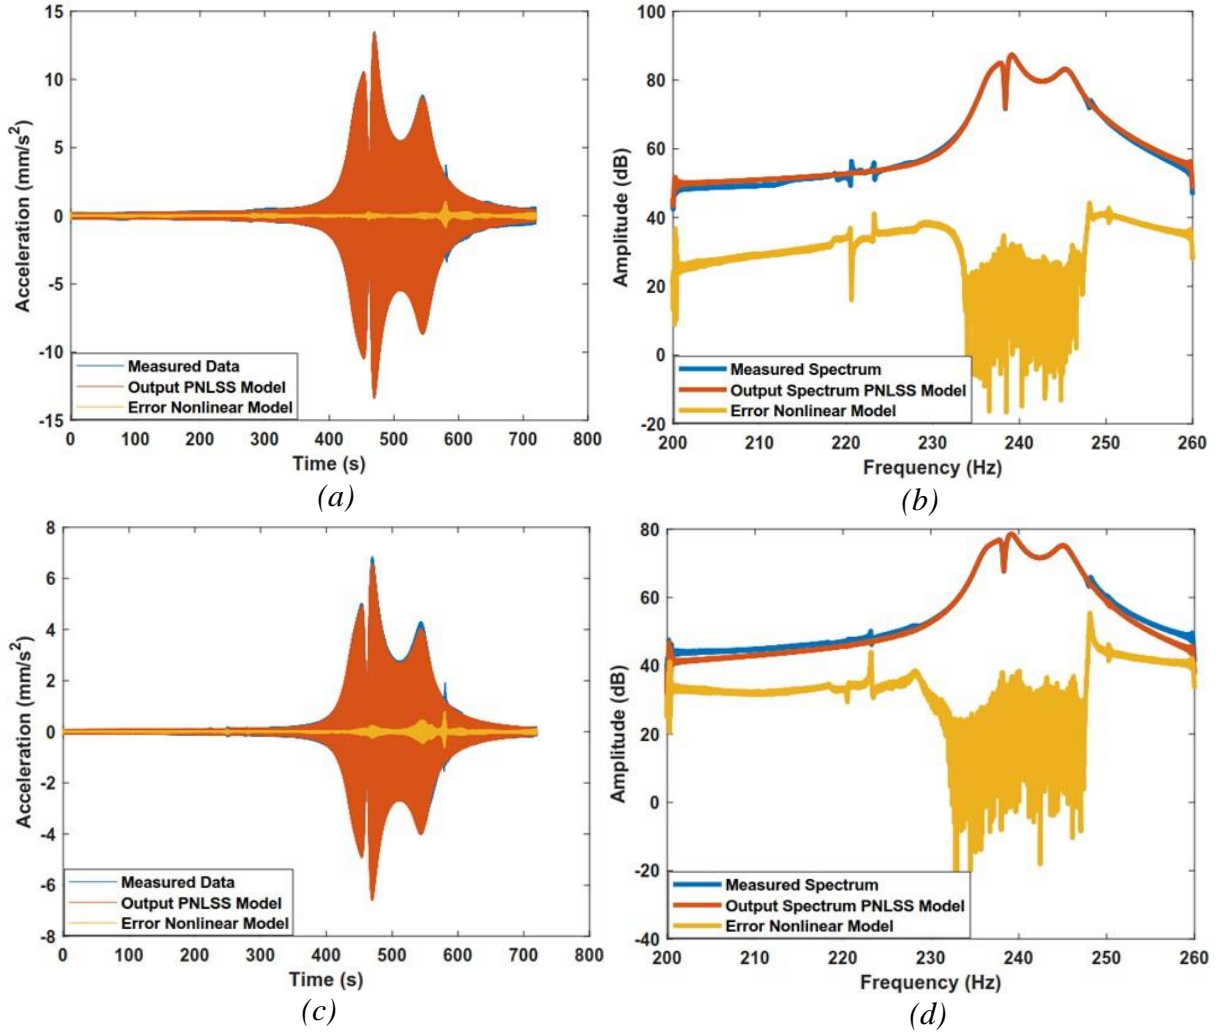 15
10
5
0
-5
-10
-15
Acceleration (mm/s²)
Measured Data
Output PNLSS Model
Error Nonlinear Model
0 100 200 300 400 500 600 700 800
Time (s)
(a)
100
80
60
40
20
0
-20
Amplitude (dB)
Measured Spectrum
Output Spectrum PNLSS Model
Error Nonlinear Model
200 210 220 230 240 250 260
Frequency (Hz)
(b)
8
6
4
2
0
-2
-4
-6
-8
Acceleration (mm/s²)
Measured Data
Output PNLSS Model
Error Nonlinear Model
0 100 200 300 400 500 600 700 800
Time (s)
(c)
80
60
40
20
0
-20
-40
Amplitude (dB)
Measured Spectrum
Output Spectrum PNLSS Model
Error Nonlinear Model
200 210 220 230 240 250 260
Frequency (Hz)
(d)